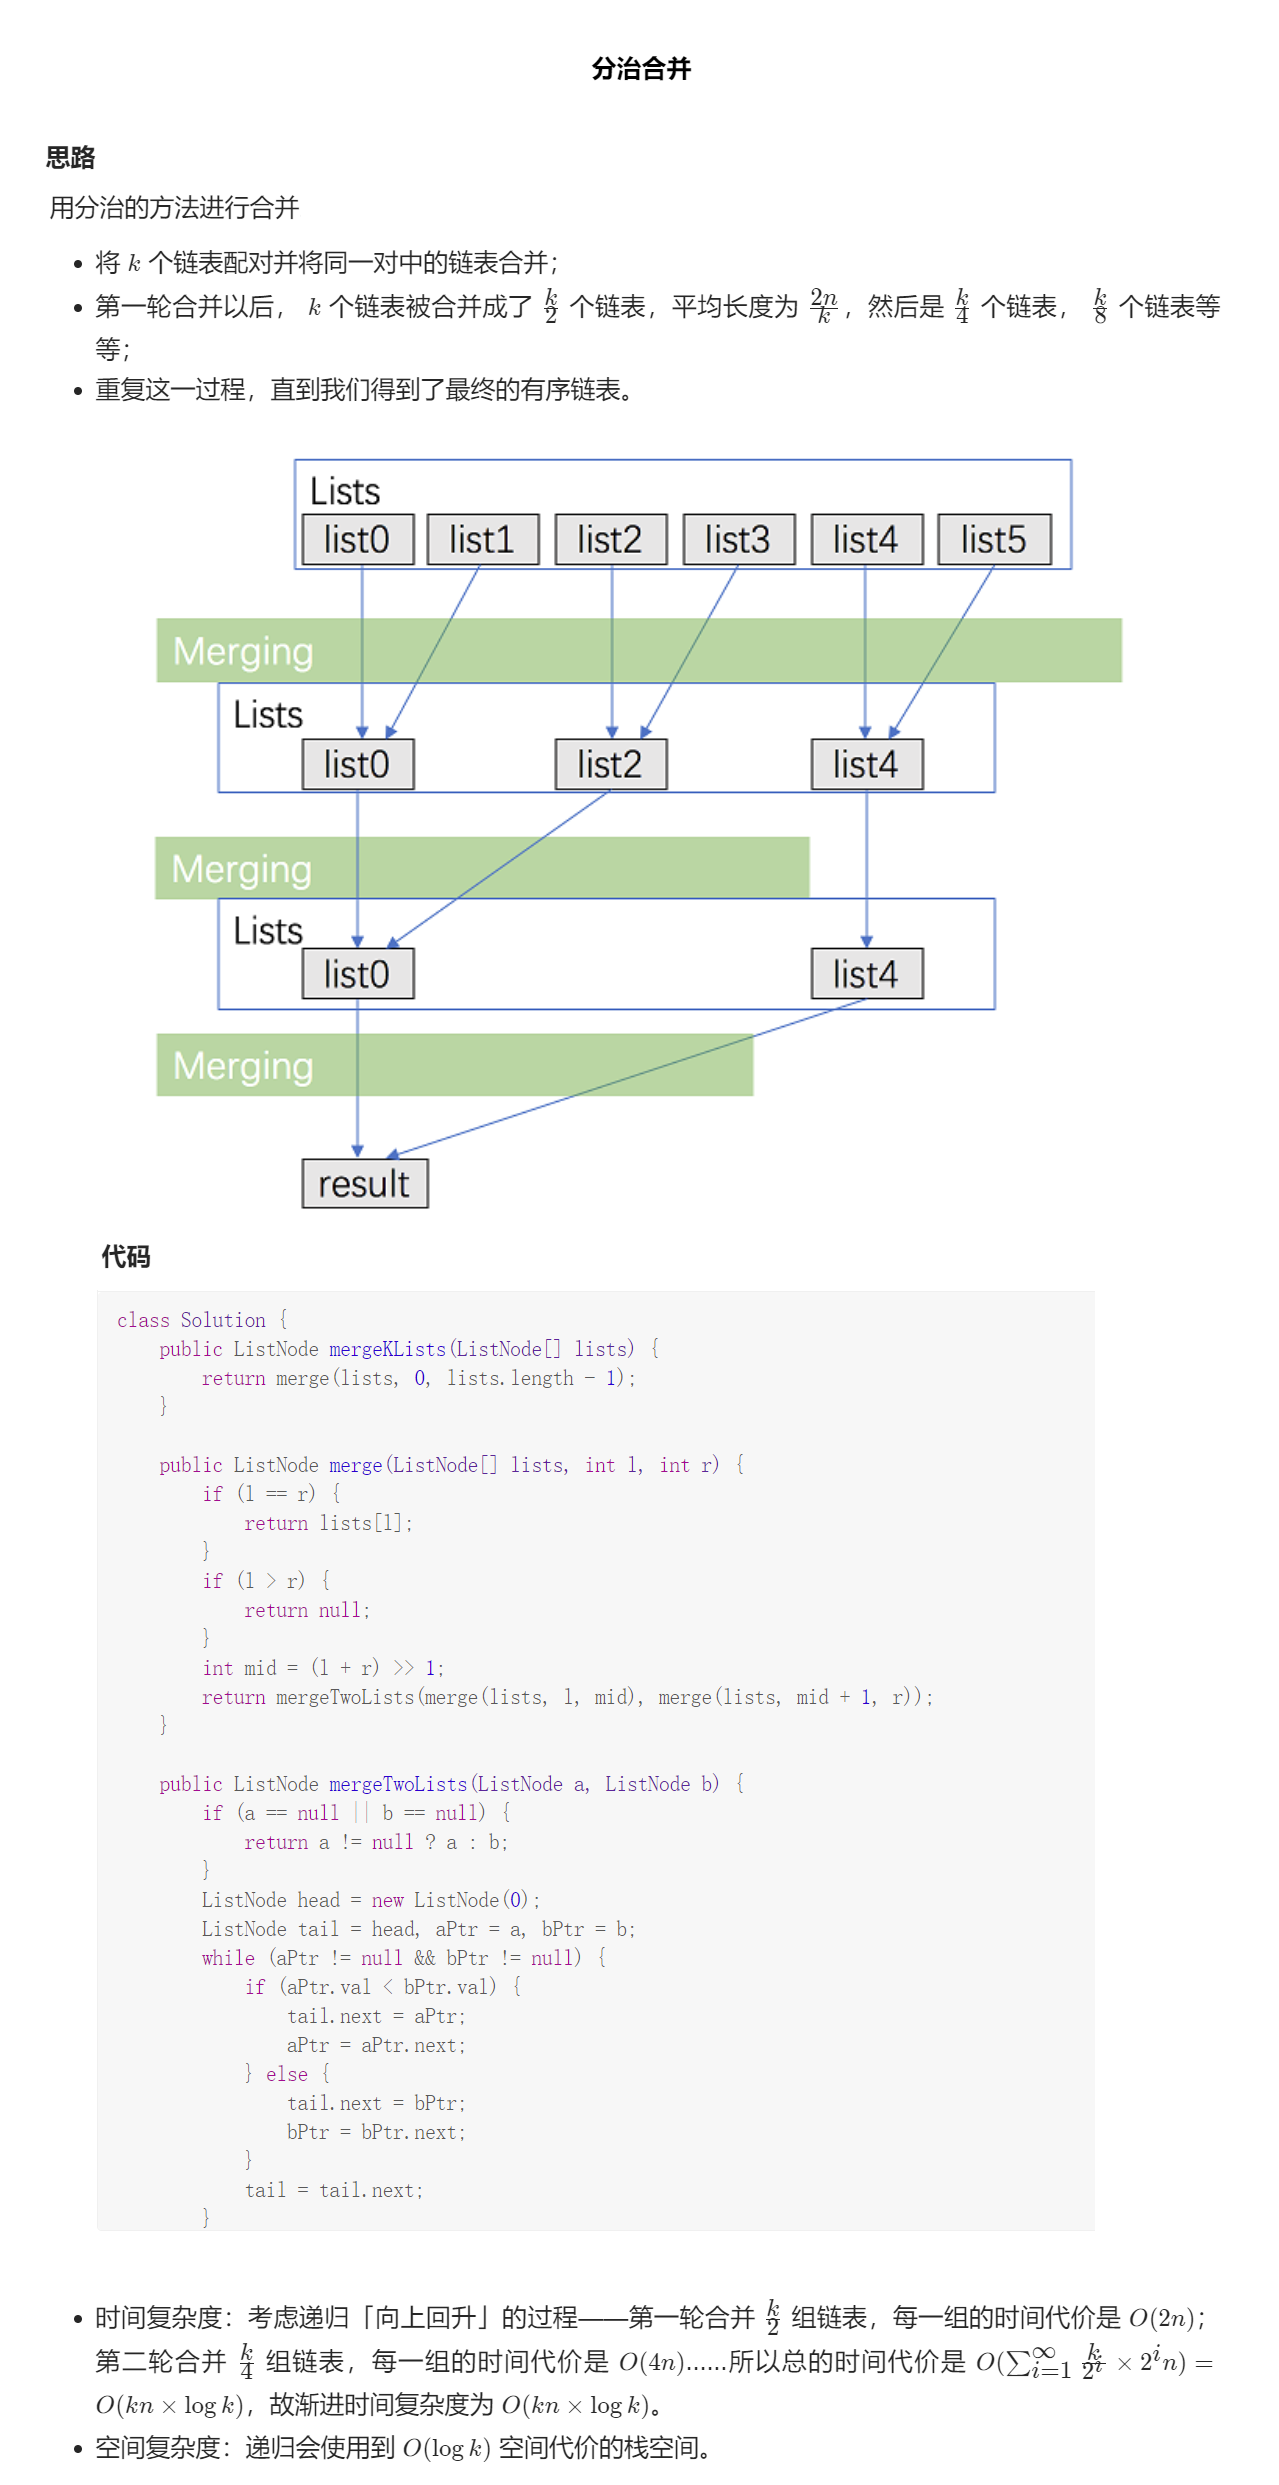 分治合并
思路
用分治的方法进行合并
• 将 k 个链表配对并将同一对中的链表合并；
• 第一轮合并以后， k 个链表被合并成了 k/2 个链表，平均长度为 2n/k，然后是 k/4 个链表， k/8 个链表等
等；
• 重复这一过程，直到我们得到了最终的有序链表。
Lists
list0 list1 list2 list3 list4 list5
Merging
Lists
list0 list2 list4
Merging
Lists
list0 list4
Merging
result
代码
class Solution {
    public ListNode mergeKLists(ListNode[] lists) {
        return merge(lists, 0, lists.length - 1);
    }

    public ListNode merge(ListNode[] lists, int l, int r) {
        if (l == r) {
            return lists[l];
        }
        if (l > r) {
            return null;
        }
        int mid = (l + r) >> 1;
        return mergeTwoLists(merge(lists, l, mid), merge(lists, mid + 1, r));
    }

    public ListNode mergeTwoLists(ListNode a, ListNode b) {
        if (a == null || b == null) {
            return a != null ? a : b;
        }
        ListNode head = new ListNode(0);
        ListNode tail = head, aPtr = a, bPtr = b;
        while (aPtr != null && bPtr != null) {
            if (aPtr.val < bPtr.val) {
                tail.next = aPtr;
                aPtr = aPtr.next;
            } else {
                tail.next = bPtr;
                bPtr = bPtr.next;
            }
            tail = tail.next;
        }
• 时间复杂度：考虑递归「向上回升」的过程——第一轮合并 k/2 组链表，每一组的时间代价是 O(2n)；
第二轮合并 k/4 组链表，每一组的时间代价是 O(4n)......所以总的时间代价是 O(∑_{i=1}^{∞} k/2^i × 2^i n) =
O(kn × log k)，故渐进时间复杂度为 O(kn × log k)。
• 空间复杂度：递归会使用到 O(log k) 空间代价的栈空间。